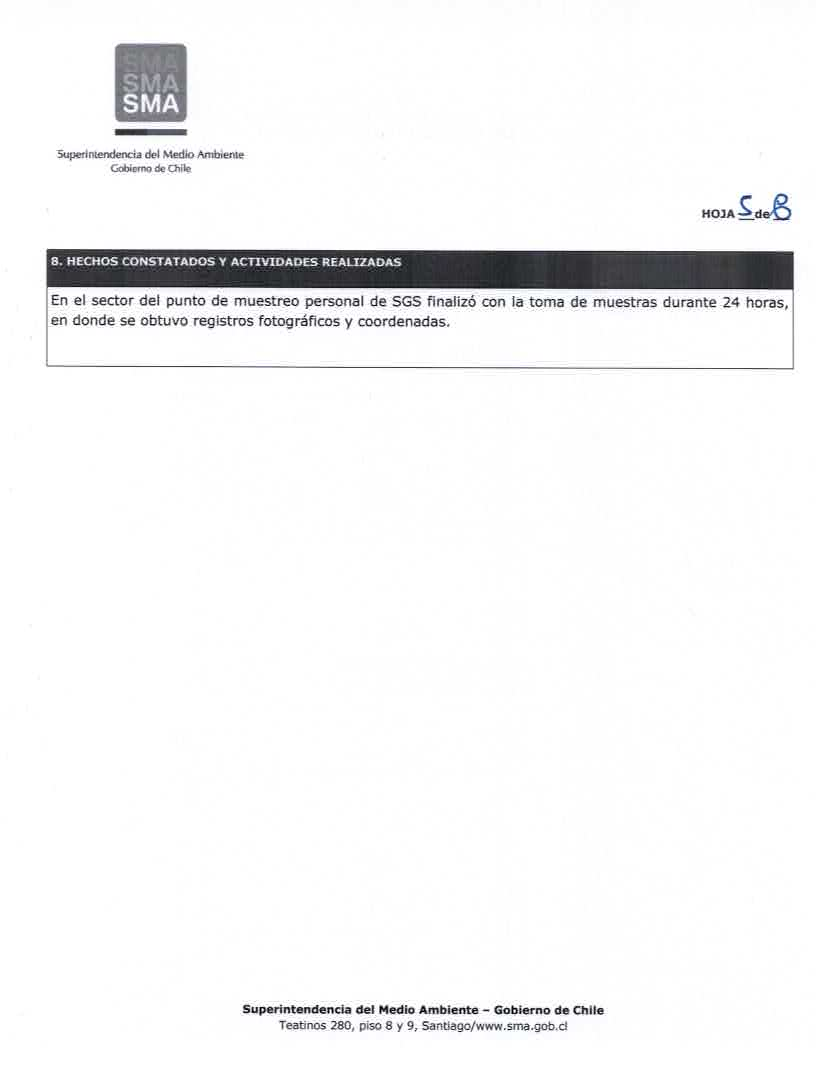 SMA
SMA
SMA
Superintendencia del Medio Ambiente
Gobierno de Chile
HOJA 5 de 8
8. HECHOS CONSTATADOS Y ACTIVIDADES REALIZADAS
En el sector del punto de muestreo personal de SGS finalizó con la toma de muestras durante 24 horas,
en donde se obtuvo registros fotográficos y coordenadas.
Superintendencia del Medio Ambiente – Gobierno de Chile
Teatinos 280, piso 8 y 9, Santiago/www.sma.gob.cl